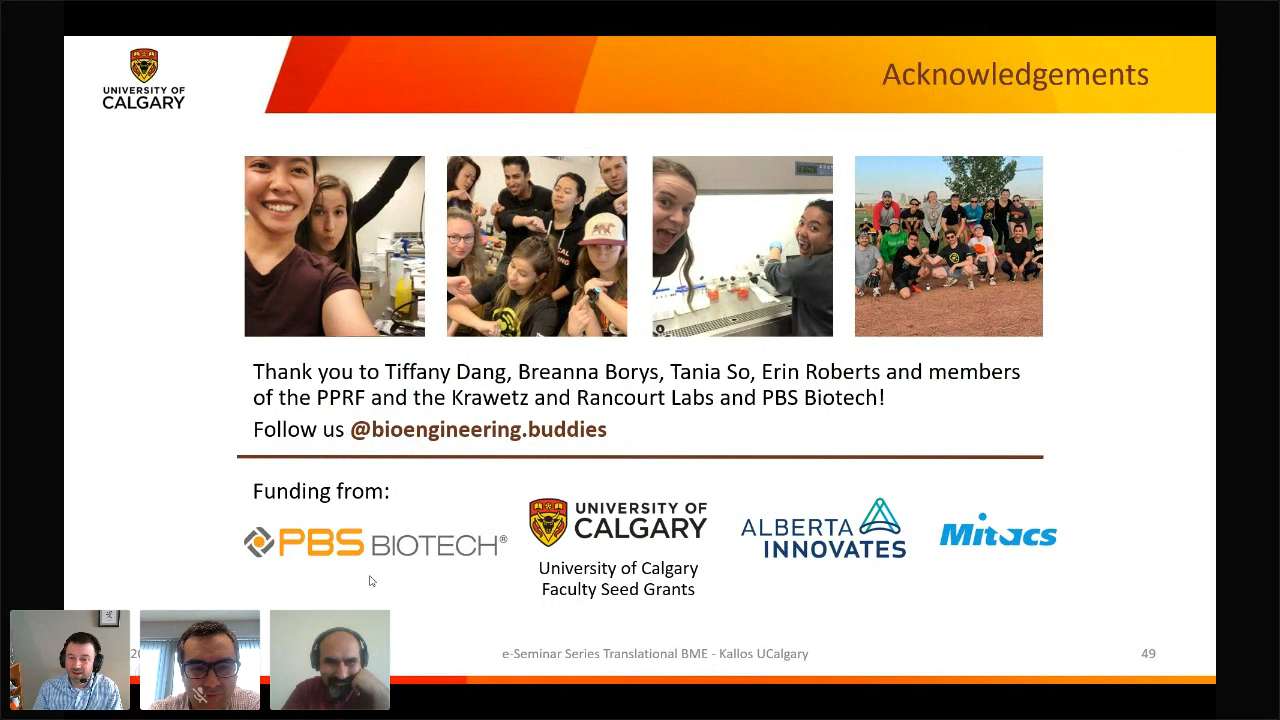 UNIVERSITY OF
CALGARY
Acknowledgements
Thank you to Tiffany Dang, Breanna Borys, Tania So, Erin Roberts and members
of the PPRF and the Krawetz and Rancourt Labs and PBS Biotech!
Follow us @bioengineering.buddies
Funding from:
PBS BIOTECH®
UNIVERSITY OF
CALGARY
University of Calgary
Faculty Seed Grants
ALBERTA
INNOVATES
Mitacs
e-Seminar Series Translational BME - Kallos UCalgary
49